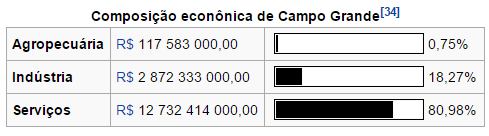 Composição econônica de Campo Grande[34]
Agropecuária R$ 117 583 000,00 0,75%
Indústria R$ 2 872 333 000,00 18,27%
Serviços R$ 12 732 414 000,00 80,98%